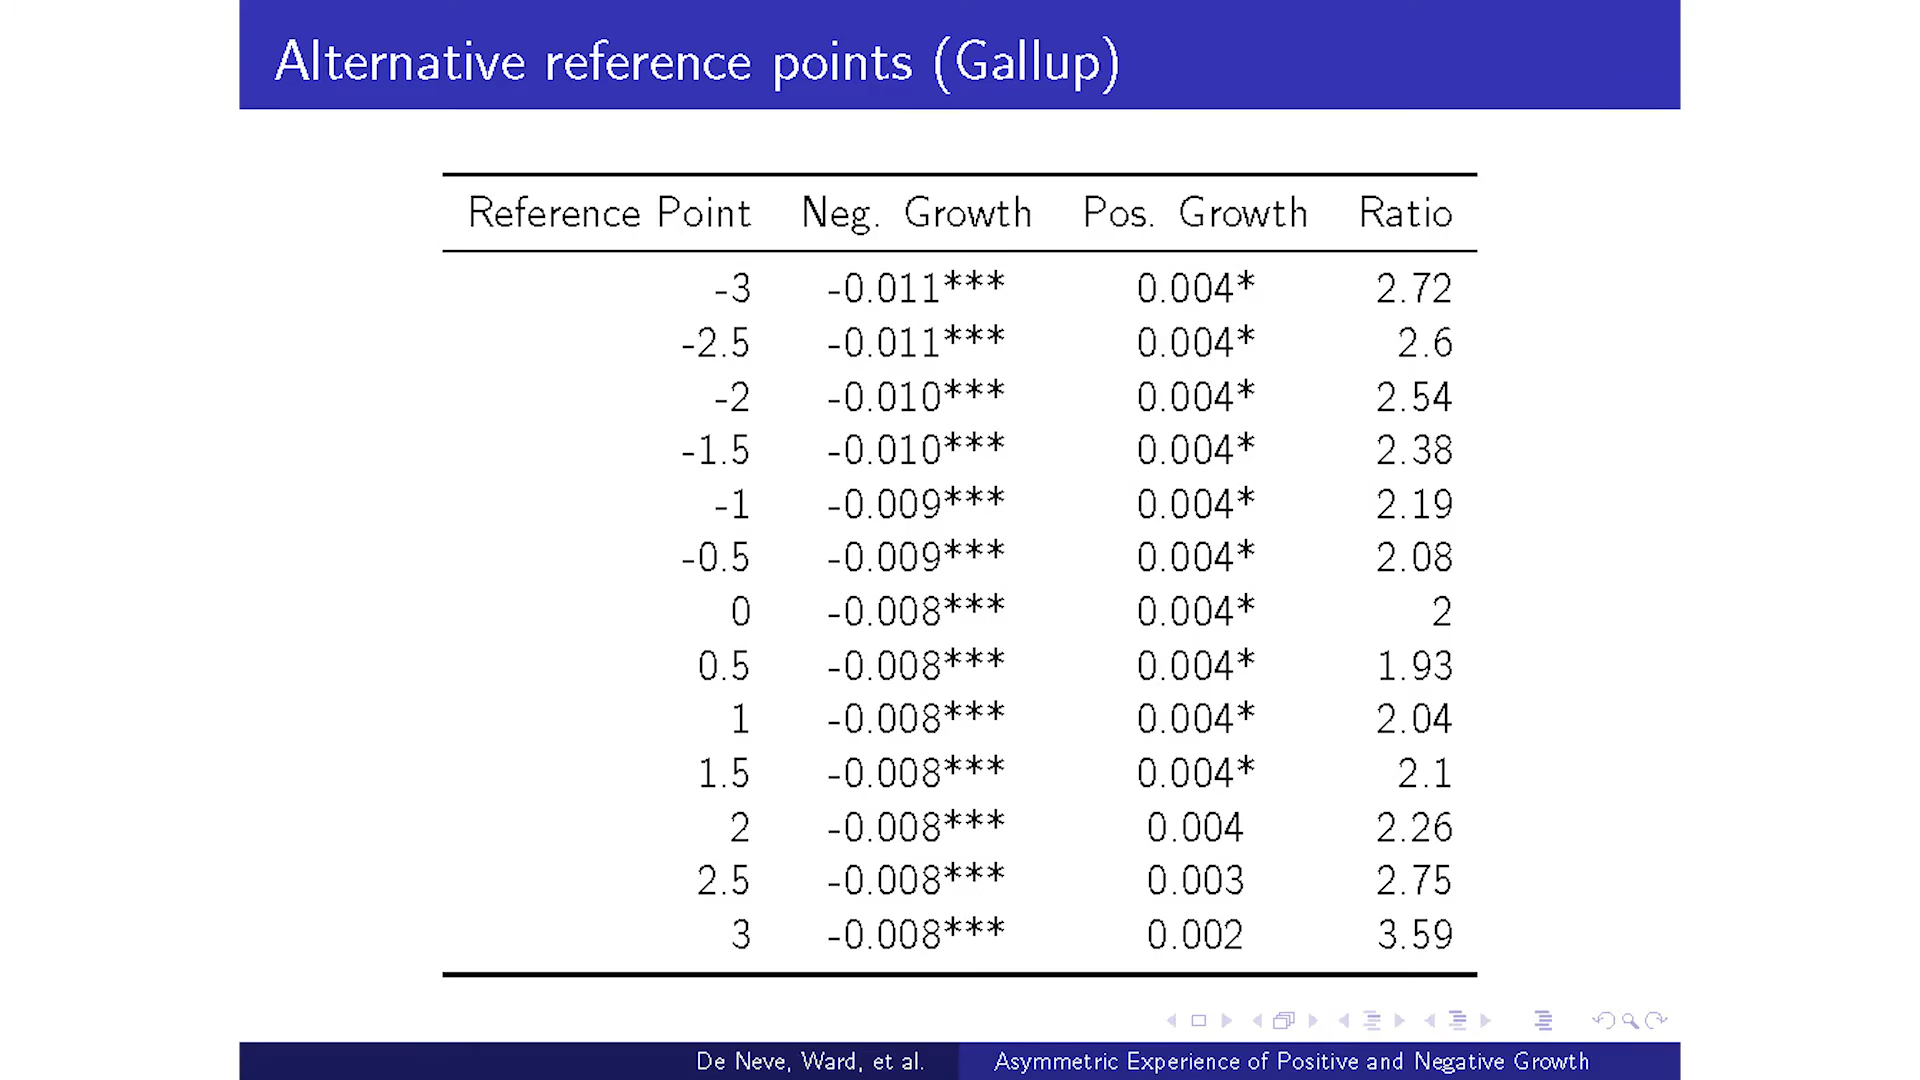 Alternative reference points (Gallup)
Reference Point Neg. Growth Pos. Growth Ratio
-3 -0.011*** 0.004* 2.72
-2.5 -0.011*** 0.004* 2.6
-2 -0.010*** 0.004* 2.54
-1.5 -0.010*** 0.004* 2.38
-1 -0.009*** 0.004* 2.19
-0.5 -0.009*** 0.004* 2.08
0 -0.008*** 0.004* 2
0.5 -0.008*** 0.004* 1.93
1 -0.008*** 0.004* 2.04
1.5 -0.008*** 0.004* 2.1
2 -0.008*** 0.004 2.26
2.5 -0.008*** 0.003 2.75
3 -0.008*** 0.002 3.59
De Neve, Ward, et al. Asymmetric Experience of Positive and Negative Growth